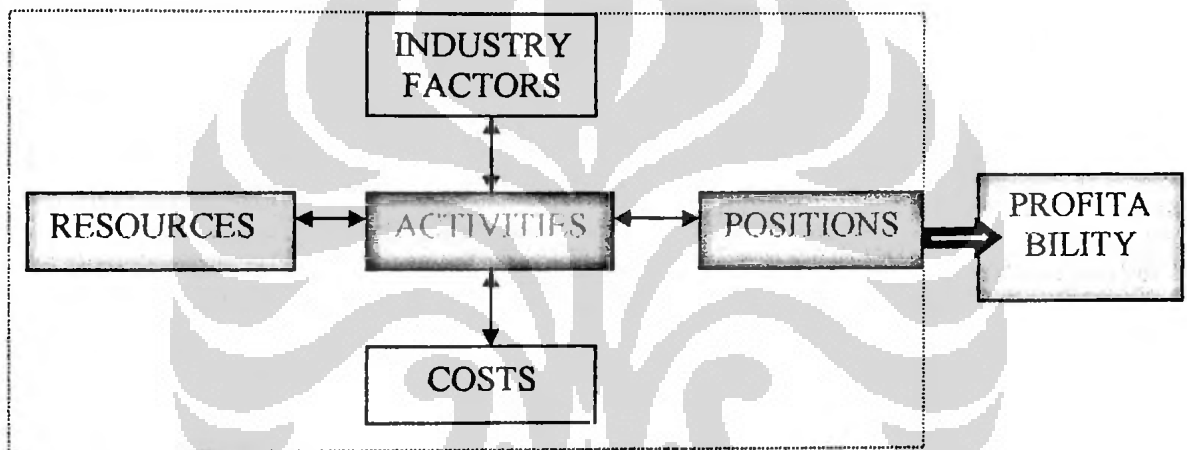 INDUSTRY
FACTORS
RESOURCES
ACTIVITIES
POSITIONS
PROFITA
BILITY
COSTS